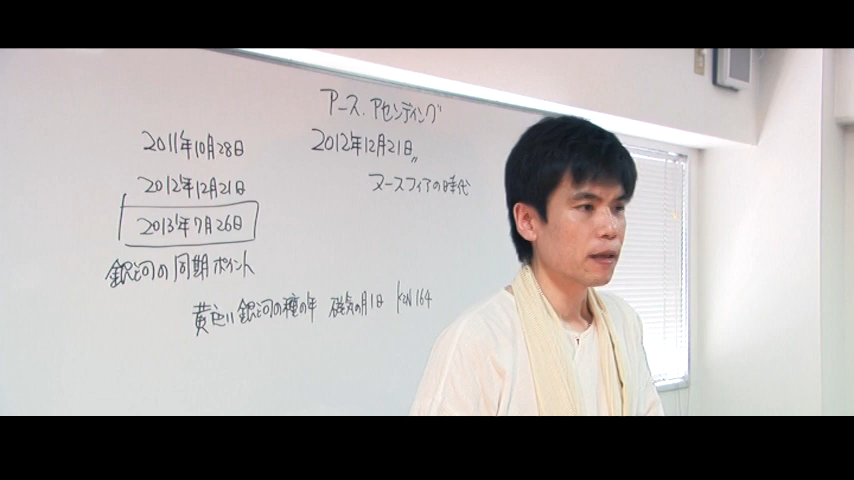 アース.アセンディング
2011年10月28日
2012年12月21日
2012年12月21日
ヌースフィアの時代
2013年7月26日
銀河の同期ポイント
黄色い銀河の種の年 磁気の月1日 KIN 164